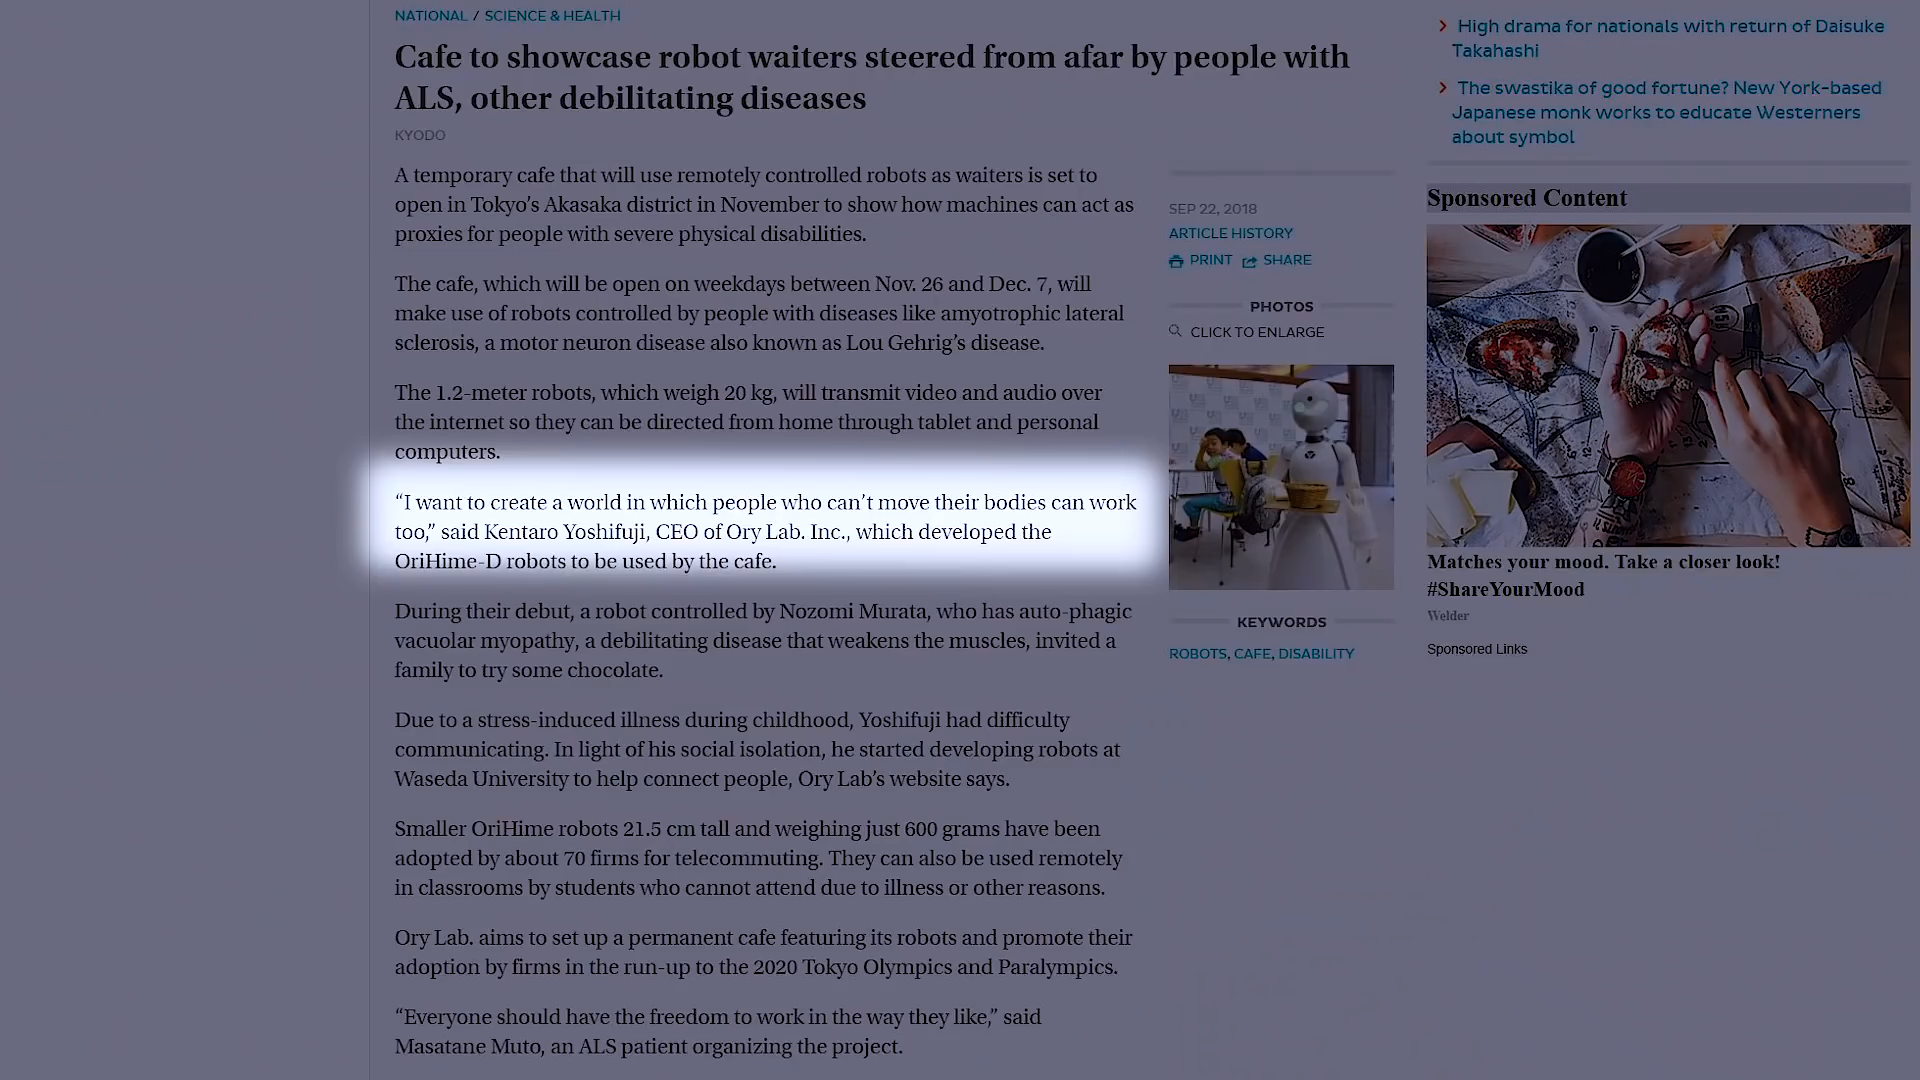 NATIONAL / SCIENCE & HEALTH
Cafe to showcase robot waiters steered from afar by people with
ALS, other debilitating diseases
KYODO
A temporary cafe that will use remotely controlled robots as waiters is set to
open in Tokyo’s Akasaka district in November to show how machines can act as
proxies for people with severe physical disabilities.
The cafe, which will be open on weekdays between Nov. 26 and Dec. 7, will
make use of robots controlled by people with diseases like amyotrophic lateral
sclerosis, a motor neuron disease also known as Lou Gehrig’s disease.
The 1.2-meter robots, which weigh 20 kg, will transmit video and audio over
the internet so they can be directed from home through tablet and personal
computers.
“I want to create a world in which people who can’t move their bodies can work
too,” said Kentaro Yoshifuji, CEO of Ory Lab. Inc., which developed the
OriHime-D robots to be used by the cafe.
During their debut, a robot controlled by Nozomi Murata, who has auto-phagic
vacuolar myopathy, a debilitating disease that weakens the muscles, invited a
family to try some chocolate.
Due to a stress-induced illness during childhood, Yoshifuji had difficulty
communicating. In light of his social isolation, he started developing robots at
Waseda University to help connect people, Ory Lab’s website says.
Smaller OriHime robots 21.5 cm tall and weighing just 600 grams have been
adopted by about 70 firms for telecommuting. They can also be used remotely
in classrooms by students who cannot attend due to illness or other reasons.
Ory Lab. aims to set up a permanent cafe featuring its robots and promote their
adoption by firms in the run-up to the 2020 Tokyo Olympics and Paralympics.
“Everyone should have the freedom to work in the way they like,” said
Masatane Muto, an ALS patient organizing the project.
SEP 22, 2018
ARTICLE HISTORY
PRINT SHARE
PHOTOS
CLICK TO ENLARGE
KEYWORDS
ROBOTS, CAFE, DISABILITY
High drama for nationals with return of Daisuke
Takahashi
The swastika of good fortune? New York-based
Japanese monk works to educate Westerners
about symbol
Sponsored Content
Matches your mood. Take a closer look!
#ShareYourMood
Welder
Sponsored Links